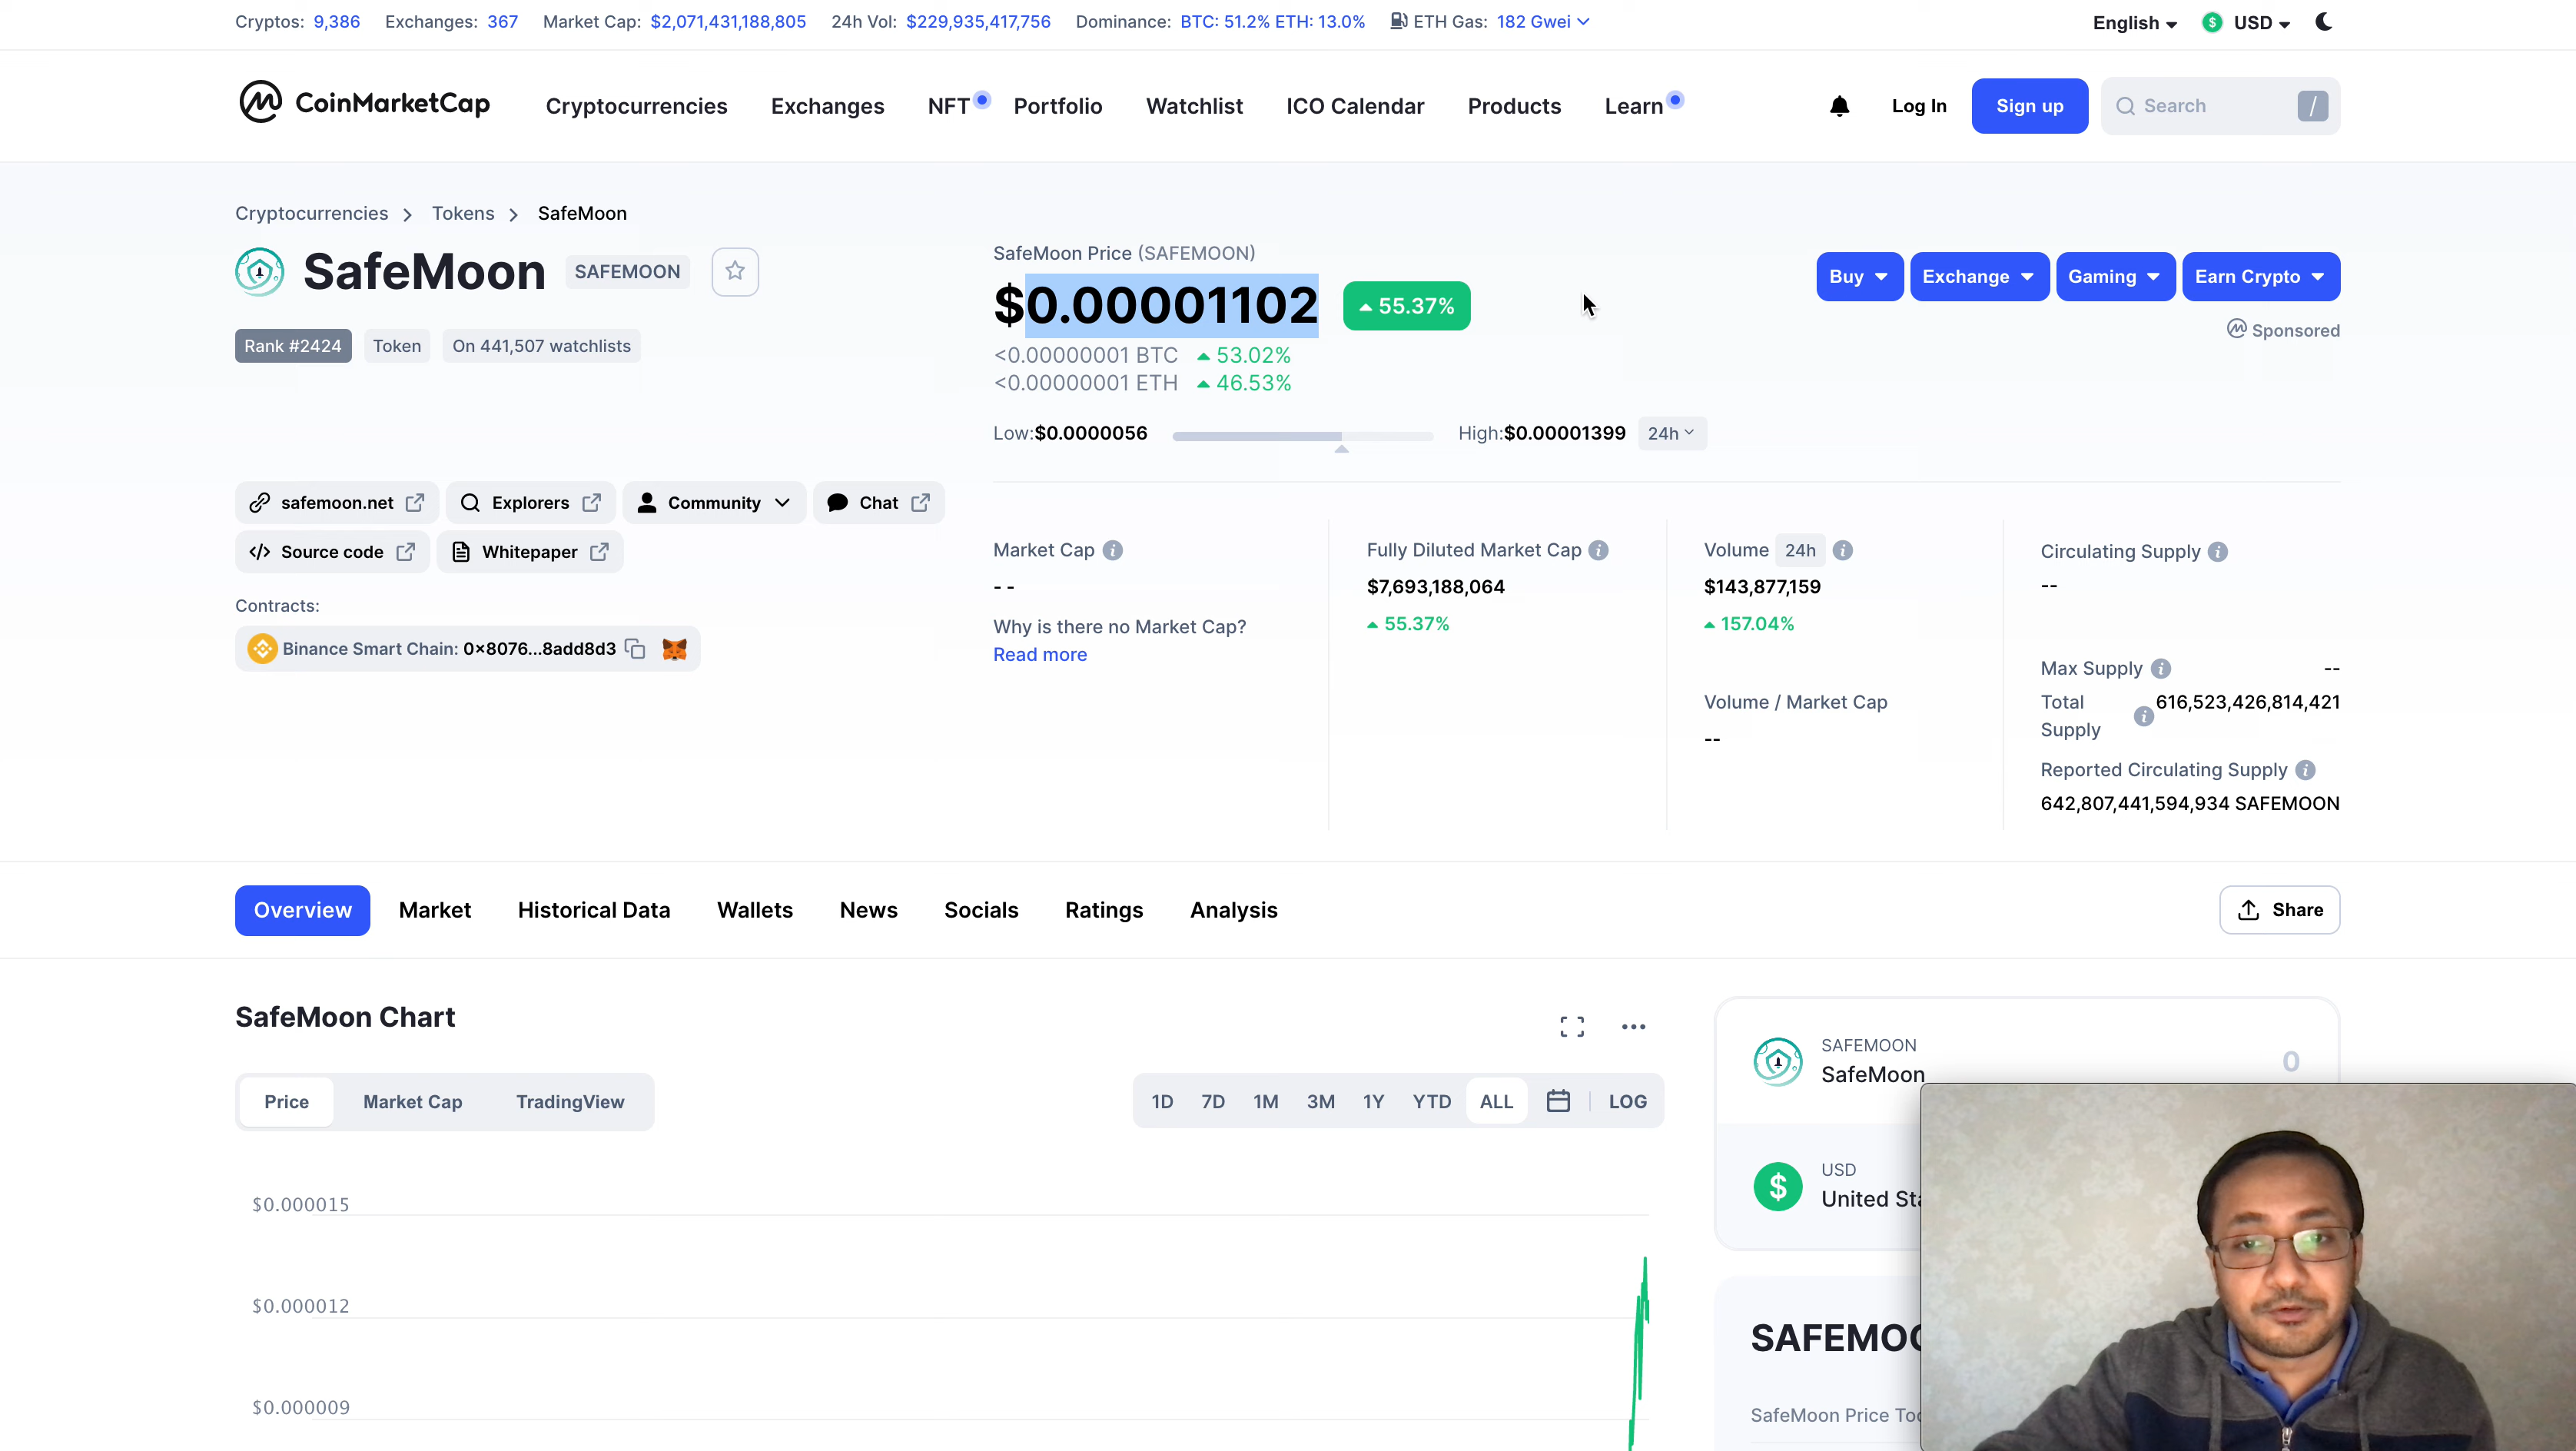 Cryptos: 9,386 Exchanges: 367 Market Cap: $2,071,431,188,805 24h Vol: $229,935,417,756 Dominance: BTC: 51.2% ETH: 13.0% ETH Gas: 182 Gwei English $ USD
CoinMarketCap Cryptocurrencies Exchanges NFT Portfolio Watchlist ICO Calendar Products Learn Log In Sign up Search /
Cryptocurrencies > Tokens > SafeMoon
SafeMoon SAFEMOON
Rank #2424 Token On 441,507 watchlists
safemoon.net Explorers Community Chat
Source code Whitepaper
Contracts:
Binance Smart Chain: 0x8076...8add8d3
SafeMoon Price (SAFEMOON)
$0.00001102 55.37%
<0.00000001 BTC 53.02%
<0.00000001 ETH 46.53%
Low:$0.0000056 High:$0.00001399 24h
Buy Exchange Gaming Earn Crypto
Sponsored
Market Cap
- -
Why is there no Market Cap?
Read more
Fully Diluted Market Cap
$7,693,188,064
55.37%
Volume 24h
$143,877,159
157.04%
Volume / Market Cap
--
Circulating Supply
--
Max Supply --
Total Supply 616,523,426,814,421
Reported Circulating Supply
642,807,441,594,934 SAFEMOON
Overview Market Historical Data Wallets News Socials Ratings Analysis Share
SafeMoon Chart
Price Market Cap TradingView 1D 7D 1M 3M 1Y YTD ALL LOG
$0.000015
$0.000012
$0.000009
SAFEMOON
SafeMoon 0
$ USD
United
SafeMoon Price